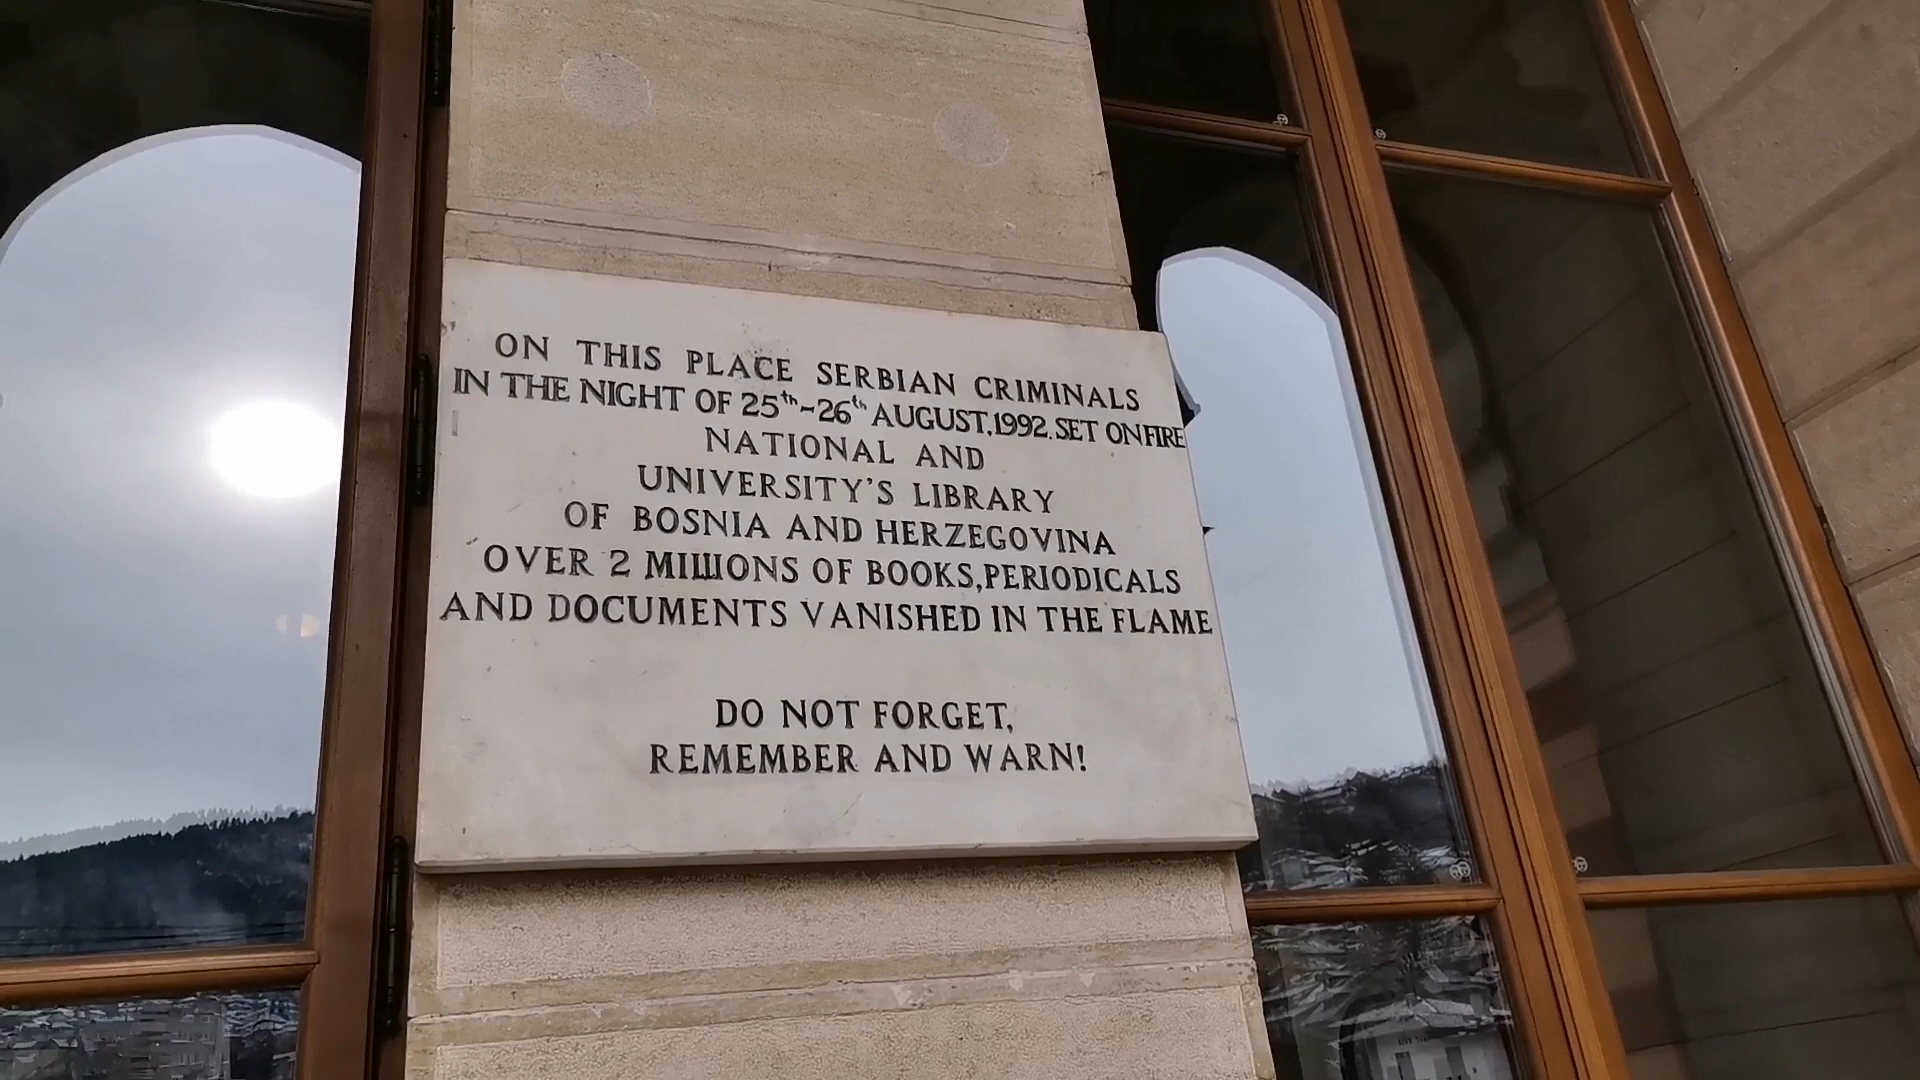 ON THIS PLACE SERBIAN CRIMINALS
IN THE NIGHT OF 25th-26th AUGUST,1992. SET ON FIRE
NATIONAL AND
UNIVERSITY'S LIBRARY
OF BOSNIA AND HERZEGOVINA
OVER 2 MILLIONS OF BOOKS,PERIODICALS
AND DOCUMENTS VANISHED IN THE FLAME
DO NOT FORGET,
REMEMBER AND WARN!